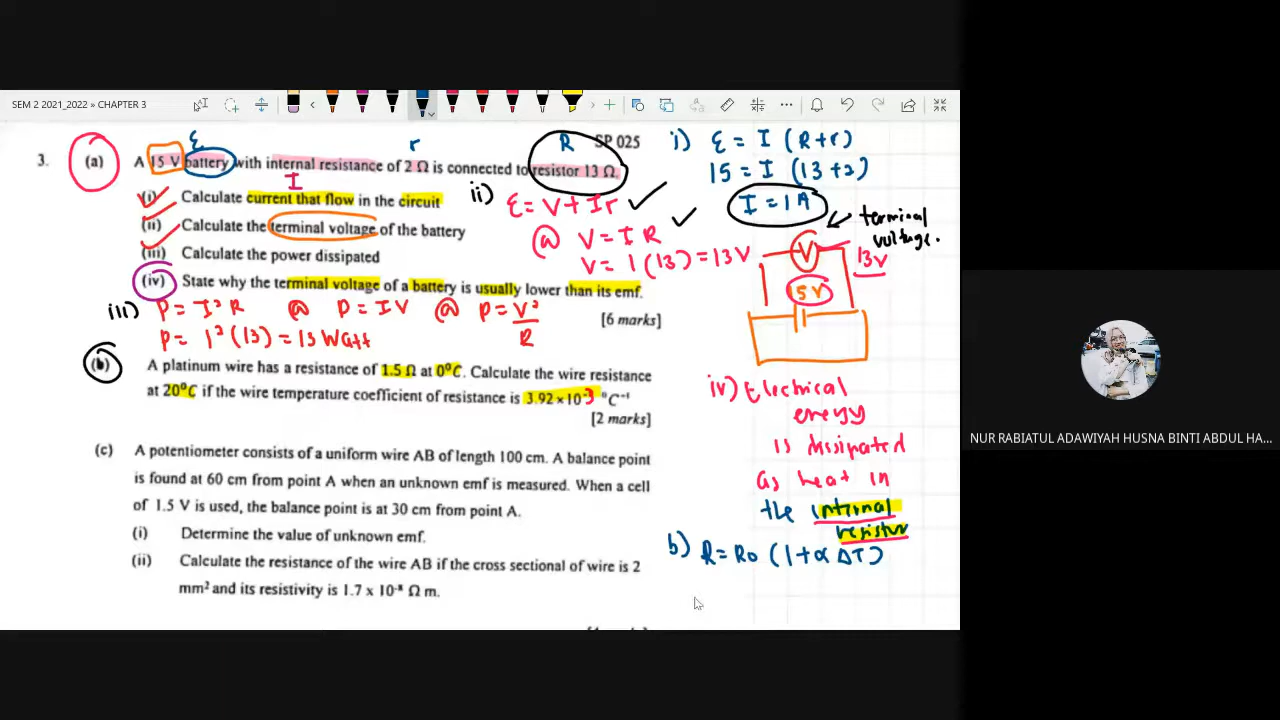 SEM 2 2021_2022 » CHAPTER 3
SP 025
3. (a) A 15 V battery with internal resistance of 2 Ω is connected to resistor 13 Ω.
(i) Calculate current that flow in the circuit
(ii) Calculate the terminal voltage of the battery
(iii) Calculate the power dissipated
(iv) State why the terminal voltage of a battery is usually lower than its emf.
[6 marks]
(b) A platinum wire has a resistance of 1.5 Ω at 0°C. Calculate the wire resistance
at 20°C if the wire temperature coefficient of resistance is 3.92 × 10⁻³ °C⁻¹
[2 marks]
(c) A potentiometer consists of a uniform wire AB of length 100 cm. A balance point
is found at 60 cm from point A when an unknown emf is measured. When a cell
of 1.5 V is used, the balance point is at 30 cm from point A.
(i) Determine the value of unknown emf.
(ii) Calculate the resistance of the wire AB if the cross sectional of wire is 2
mm² and its resistivity is 1.7 x 10⁻⁸ Ω m.
ε
r
R
I
i) ε = I (R+r)
15 = I (13+2)
I = 1A
ii) ε = V + Ir
@ V = I R
V = 1 (13) = 13V
terminal
voltage.
V
13V
15 V
iii) P = I²R @ P = IV @ P = V²/R
P = 1² (13) = 13 Watt
iv) Electrical
energy
is dissipated
as heat in
the internal
resistor
b) R = Ro (1 + α ΔT)
NUR RABIATUL ADAWIYAH HUSNA BINTI ABDUL HA...